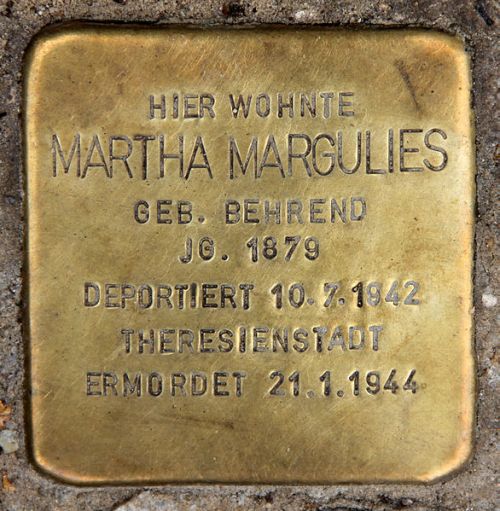 HIER WOHNTE
MARTHA MARGULIES
GEB. BEHREND
JG. 1879
DEPORTIERT 10.7.1942
THERESIENSTADT
ERMORDET 21.1.1944